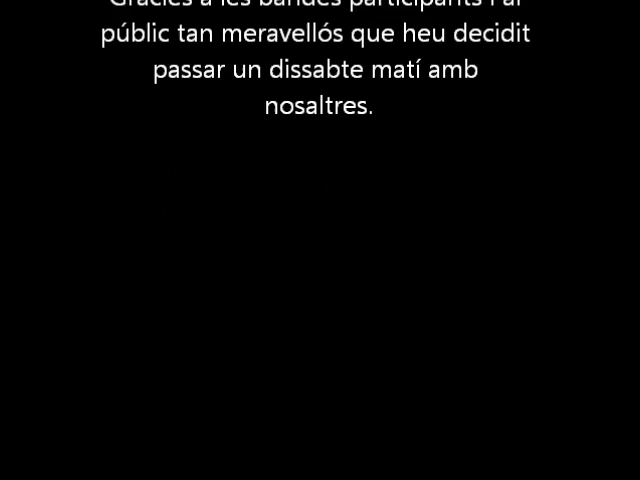 Gràcies a les bandes participants i al
públic tan meravellós que heu decidit
passar un dissabte matí amb
nosaltres.